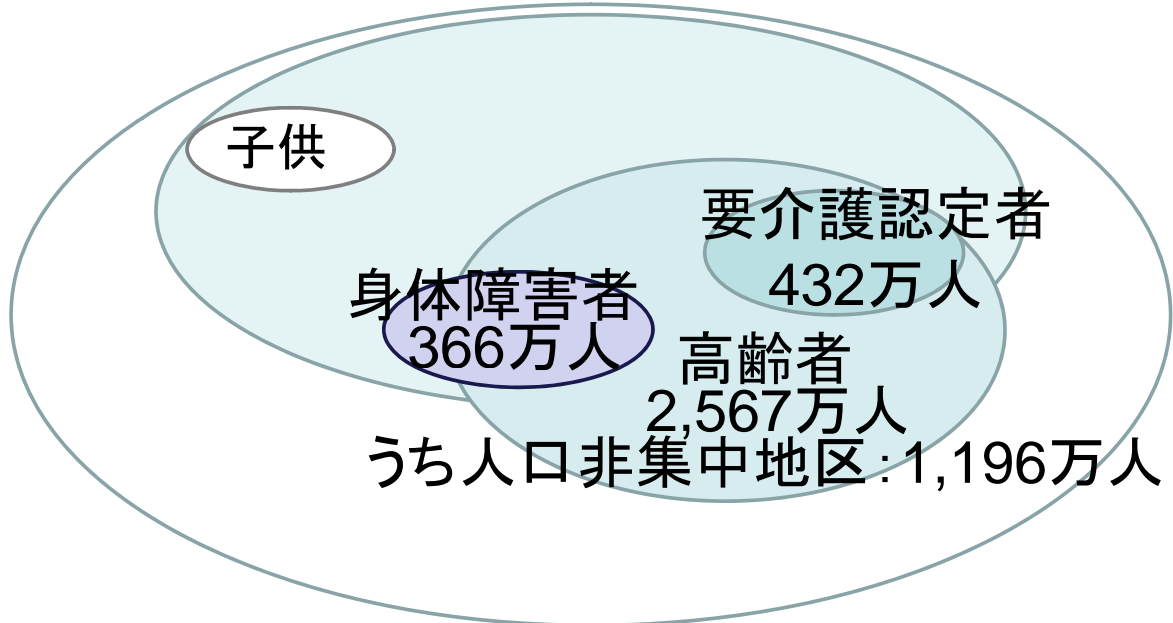 子供
要介護認定者
432万人
身体障害者
366万人
高齢者
2,567万人
うち人口非集中地区：1,196万人